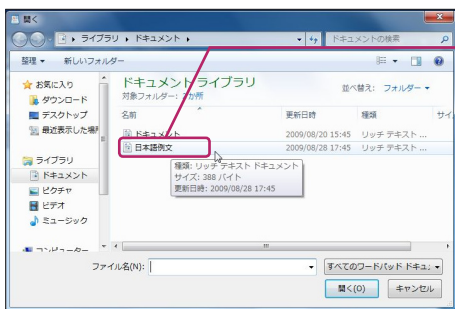 開く
ライブラリ ▸ ドキュメント ▸
ドキュメントの検索
整理 ▼ 新しいフォルダー
お気に入り
ダウンロード
デスクトップ
最近表示した場
ライブラリ
ドキュメント
ピクチャ
ビデオ
ミュージック
ドキュメント ライブラリ
対象フォルダー: 2か所
並べ替え: フォルダー ▼
名前 更新日時 種類 サイ
ドキュメント 2009/08/20 15:45 リッチ テキスト ...
日本語例文 2009/08/28 17:45 リッチ テキスト ...
種類: リッチ テキスト ドキュメント
サイズ: 388 バイト
更新日時: 2009/08/28 17:45
ファイル名(N):
すべてのワードパッド ドキュ:
開く(O) キャンセル